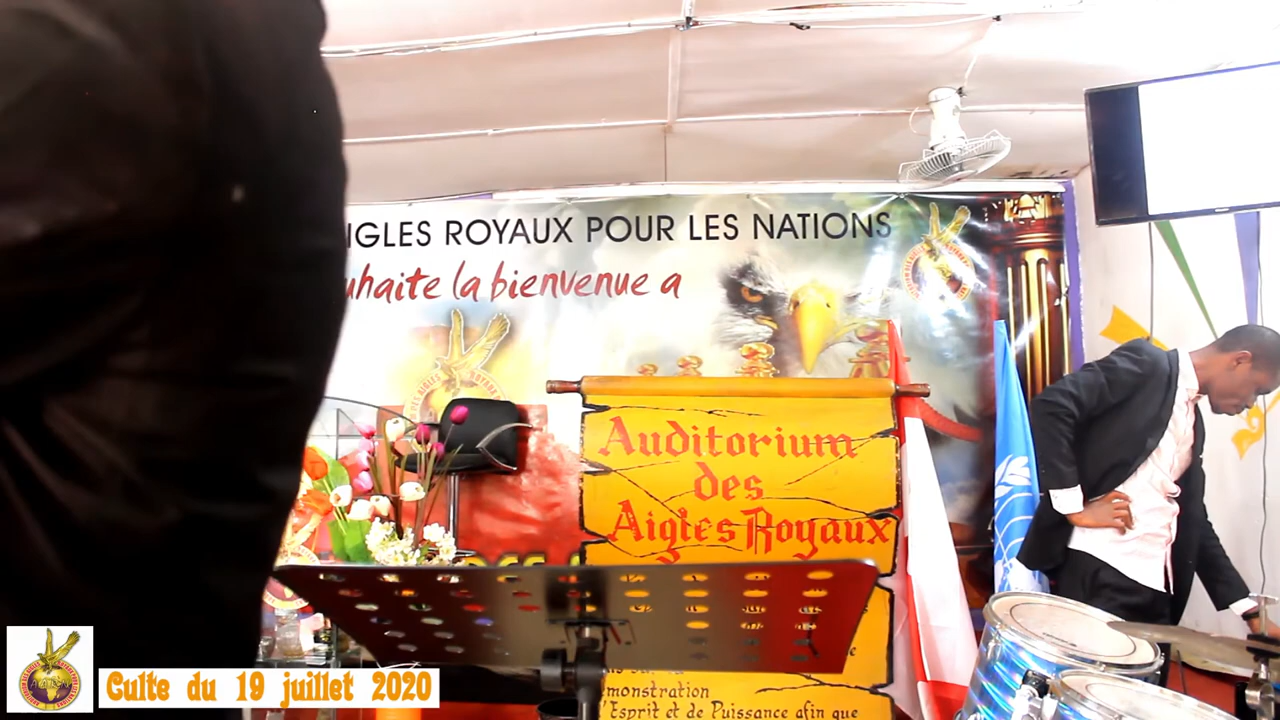 IGLES ROYAUX POUR LES NATIONS
uhaite la bienvenue a
Auditorium
des
Aigles Royaux
monstration
l'Esprit et de Puissance afin que
Culte du 19 juillet 2020